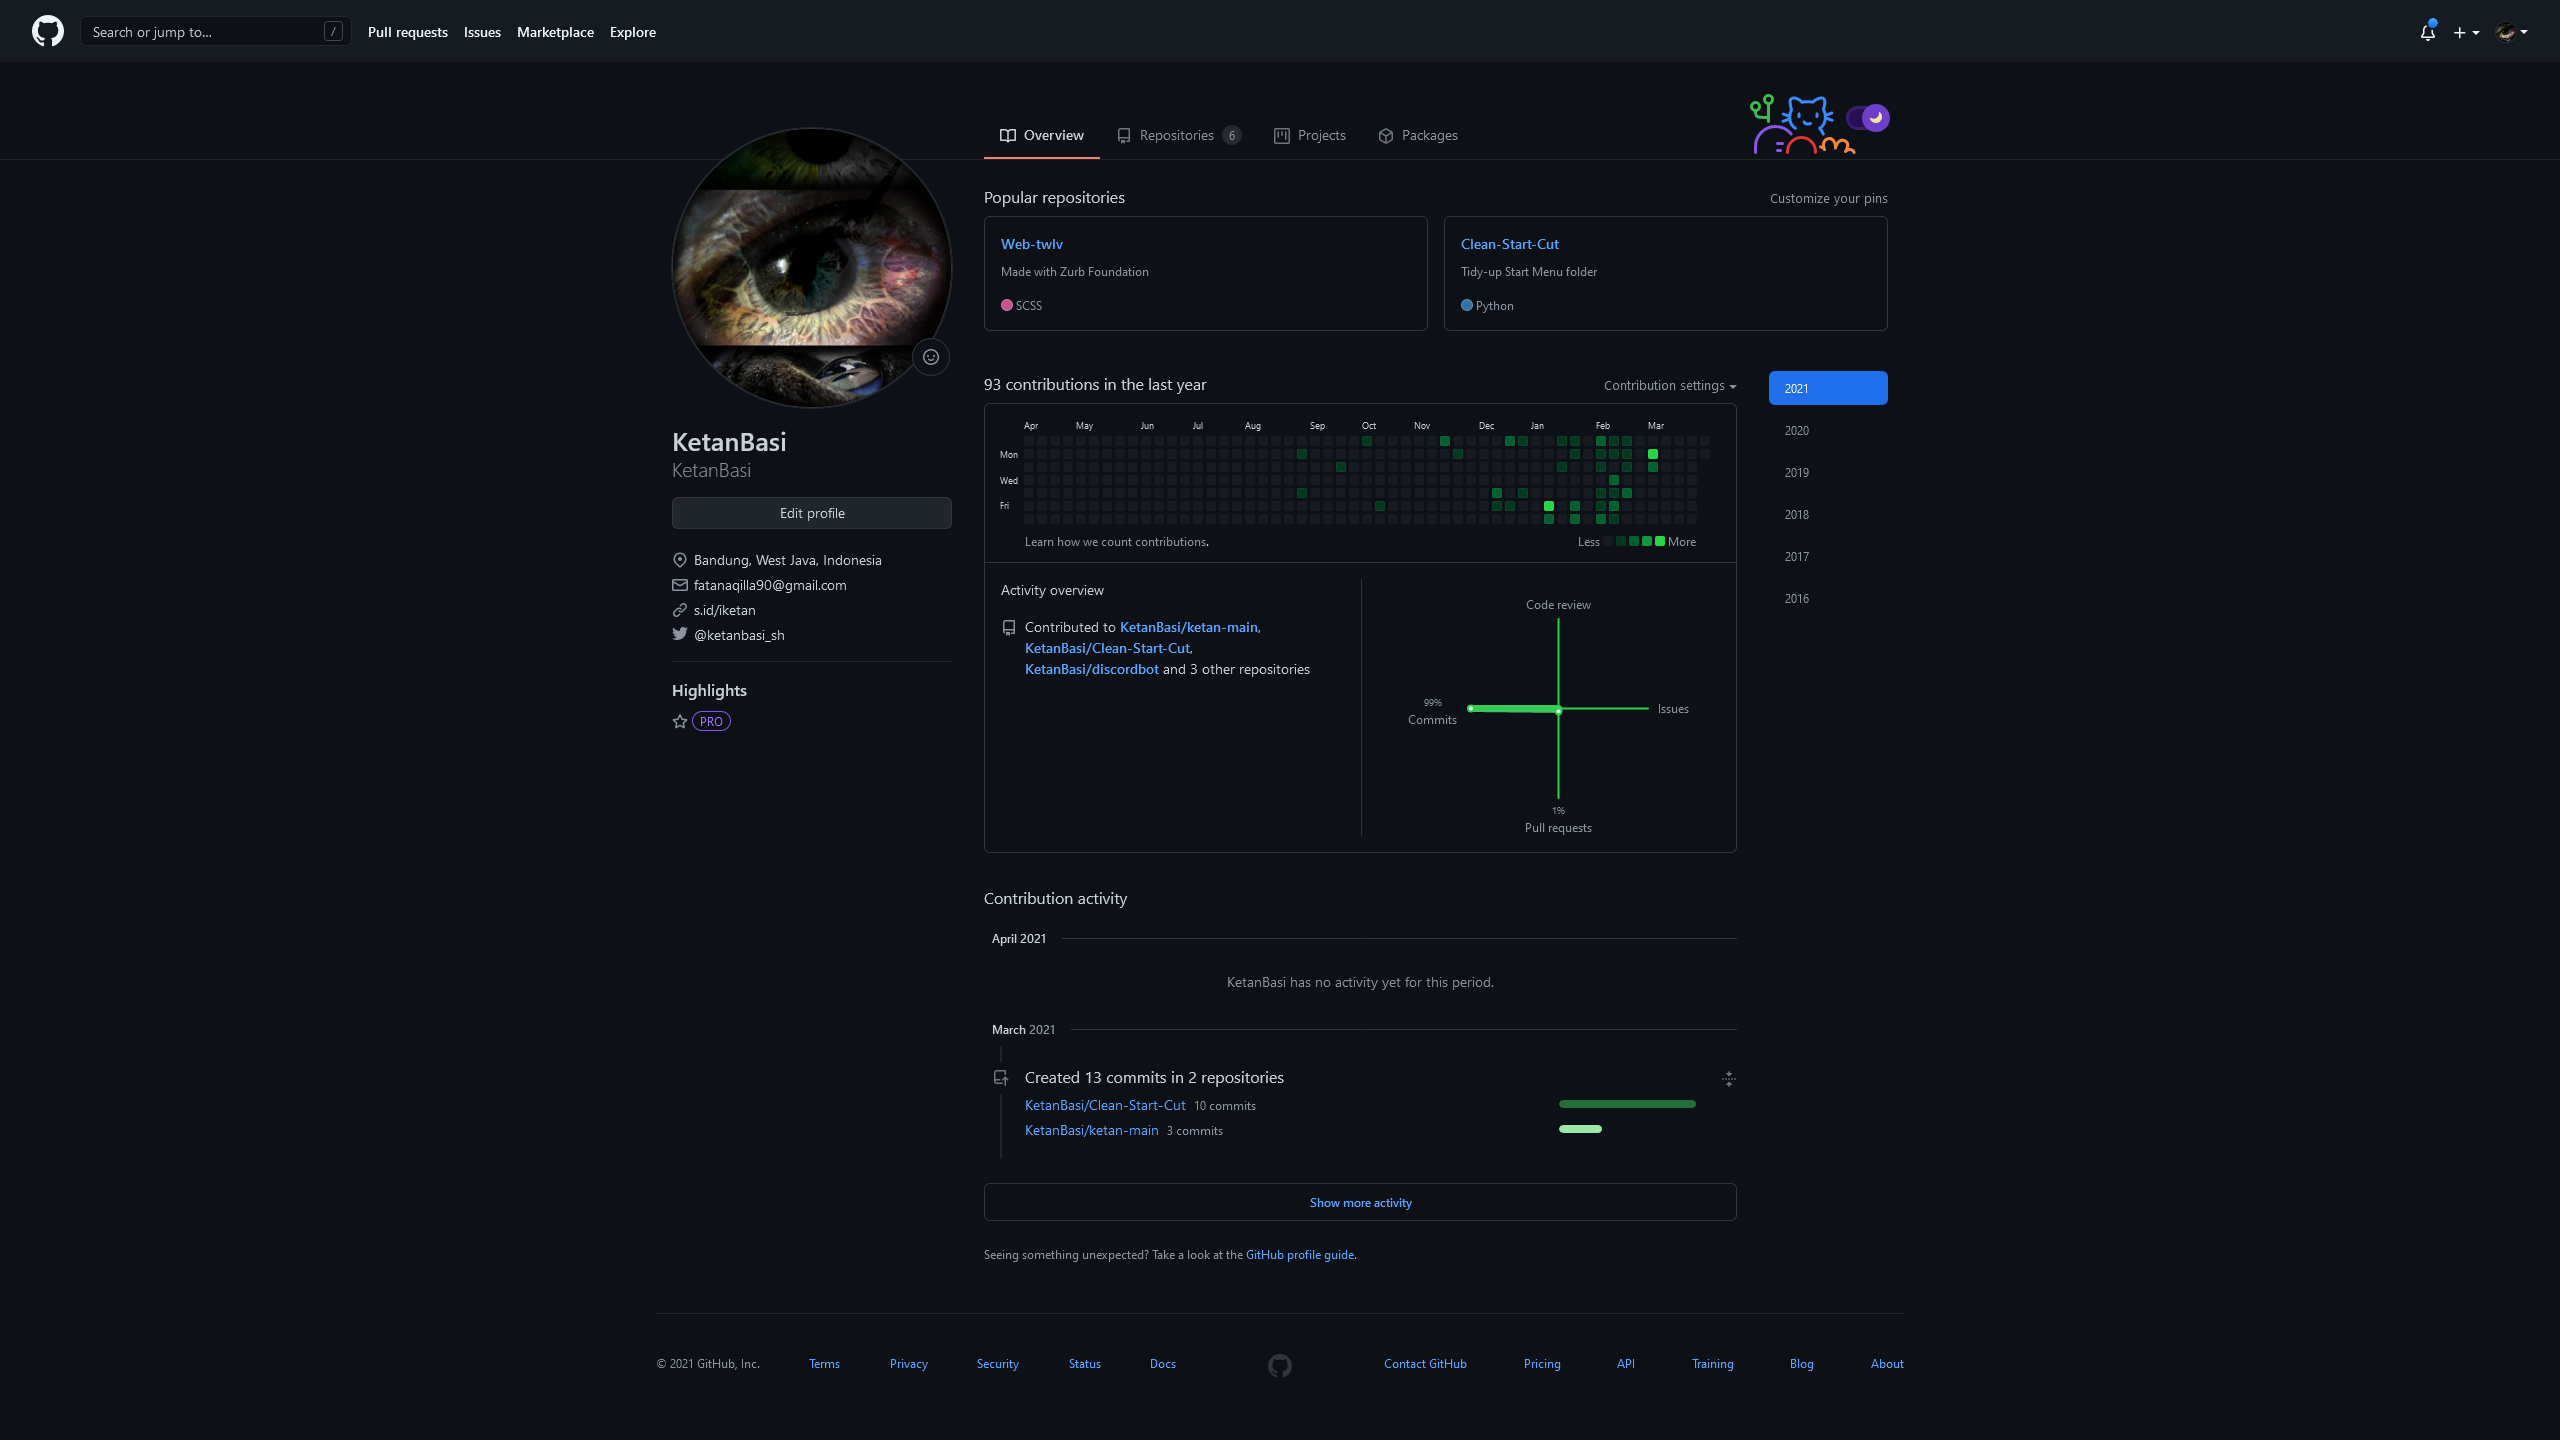 Search or jump to...
/
Pull requests
Issues
Marketplace
Explore
Overview
Repositories 6
Projects
Packages
KetanBasi
KetanBasi
Edit profile
Bandung, West Java, Indonesia
fatanaqilla90@gmail.com
s.id/iketan
@ketanbasi_sh
Highlights
PRO
Popular repositories
Customize your pins
Web-twlv
Made with Zurb Foundation
SCSS
Clean-Start-Cut
Tidy-up Start Menu folder
Python
93 contributions in the last year
Contribution settings
2021
2020
2019
2018
2017
2016
Apr May Jun Jul Aug Sep Oct Nov Dec Jan Feb Mar
Mon
Wed
Fri
Learn how we count contributions.
Less More
Activity overview
Contributed to KetanBasi/ketan-main,
KetanBasi/Clean-Start-Cut,
KetanBasi/discordbot and 3 other repositories
Code review
99%
Commits
Issues
1%
Pull requests
Contribution activity
April 2021
KetanBasi has no activity yet for this period.
March 2021
Created 13 commits in 2 repositories
KetanBasi/Clean-Start-Cut 10 commits
KetanBasi/ketan-main 3 commits
Show more activity
Seeing something unexpected? Take a look at the GitHub profile guide.
© 2021 GitHub, Inc.
Terms
Privacy
Security
Status
Docs
Contact GitHub
Pricing
API
Training
Blog
About